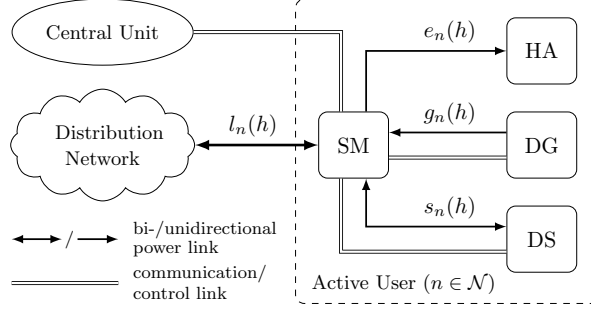 Central Unit
e_n(h)
HA
Distribution
Network
l_n(h)
SM
g_n(h)
DG
s_n(h)
DS
/
bi-/unidirectional
power link
communication/
control link
Active User (n ∈ 𝒩)